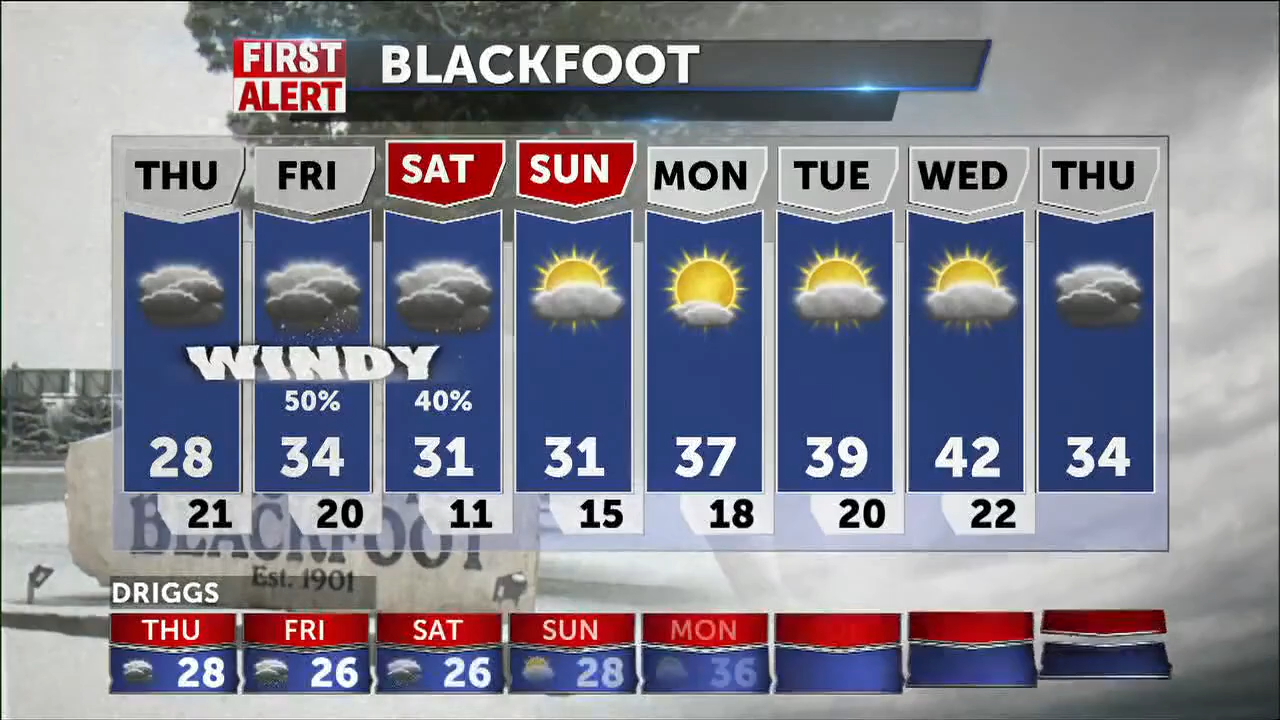 FIRST
ALERT
BLACKFOOT
THU FRI SAT SUN MON TUE WED THU
WINDY
50% 40%
28 34 31 31 37 39 42 34
21 20 11 15 18 20 22
BLACKFOOT
Est. 1901
DRIGGS
THU FRI SAT SUN MON
28 26 26 28 36